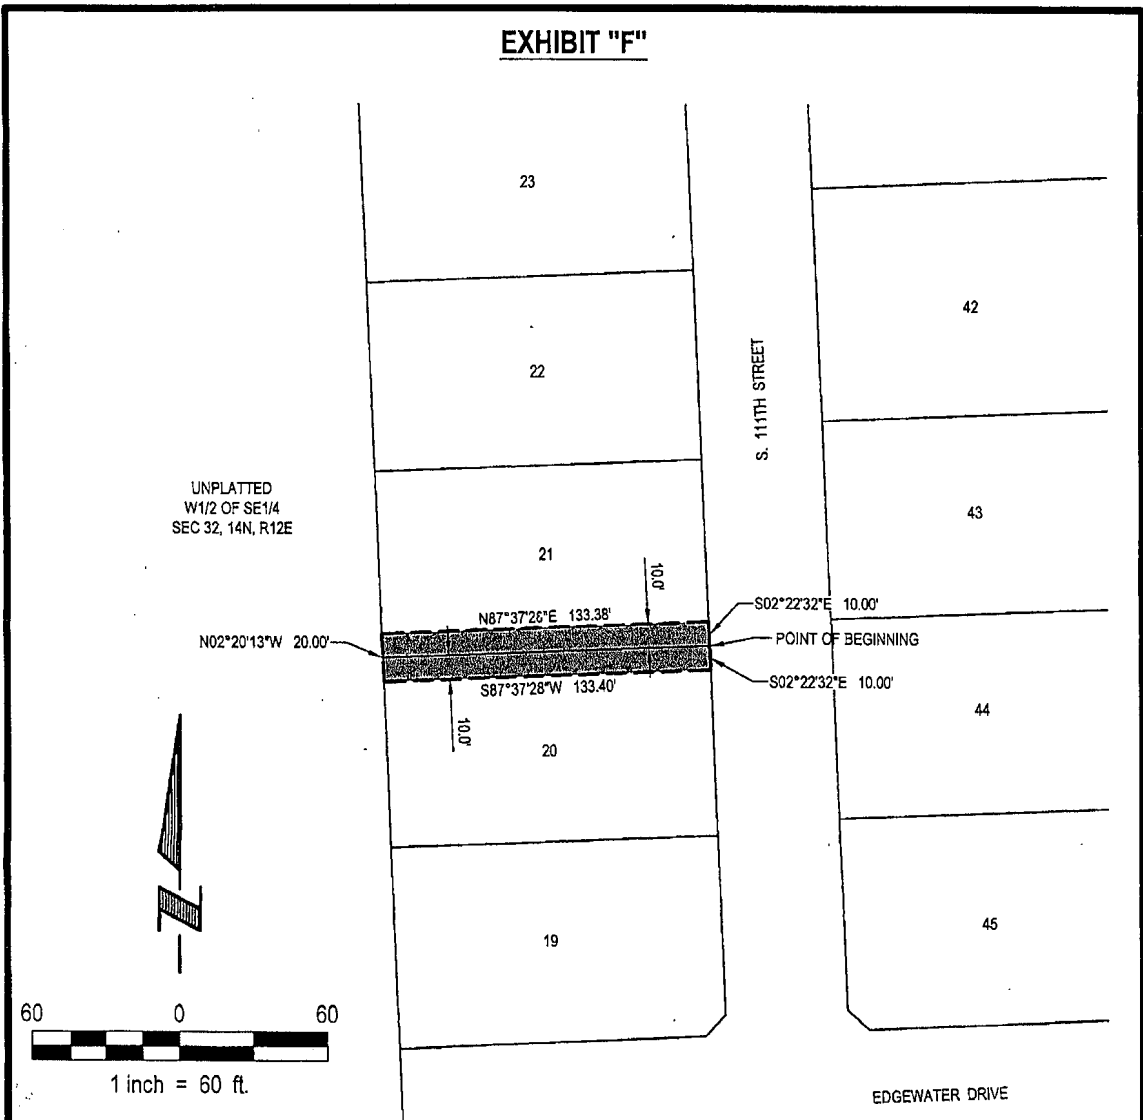 EXHIBIT "F"
23
42
22
S. 111TH STREET
UNPLATTED
W1/2 OF SE1/4
SEC 32, 14N, R12E
43
21
10.0'
N87°37'28"E 133.38'
S02°22'32"E 10.00'
N02°20'13"W 20.00'
POINT OF BEGINNING
S87°37'28"W 133.40'
S02°22'32"E 10.00'
10.0'
44
20
19
45
60 0 60
1 inch = 60 ft.
EDGEWATER DRIVE